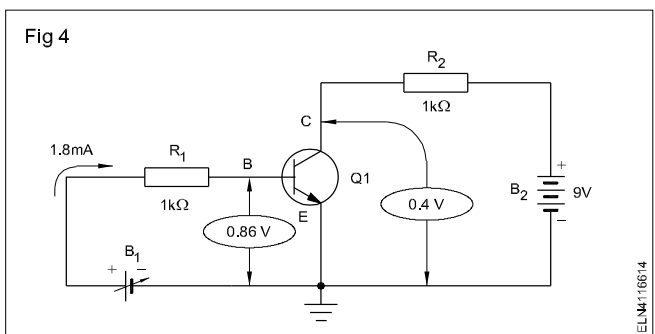 Fig 4
R2
1kΩ
C
1.8mA
R1
B
Q1
1kΩ
E
0.86 V
0.4 V
B2
+
9V
–
B1
+
–
ELN4116614